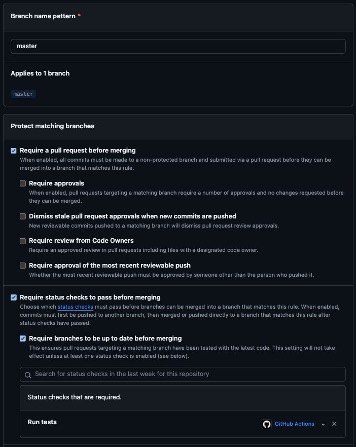 Branch name pattern *
master
Applies to 1 branch
master
Protect matching branches
Require a pull request before merging
When enabled, all commits must be made to a non-protected branch and submitted via a pull request before they can be
merged into a branch that matches this rule.
Require approvals
When enabled, pull requests targeting a matching branch require a number of approvals and no changes requested before
they can be merged.
Dismiss stale pull request approvals when new commits are pushed
New reviewable commits pushed to a matching branch will dismiss pull request review approvals.
Require review from Code Owners
Require an approved review in pull requests including files with a designated code owner.
Require approval of the most recent reviewable push
Whether the most recent reviewable push must be approved by someone other than the person who pushed it.
Require status checks to pass before merging
Choose which status checks must pass before branches can be merged into a branch that matches this rule. When enabled,
commits must first be pushed to another branch, then merged or pushed directly to a branch that matches this rule after
status checks have passed.
Require branches to be up to date before merging
This ensures pull requests targeting a matching branch have been tested with the latest code. This setting will not take
effect unless at least one status check is enabled (see below).
Search for status checks in the last week for this repository
Status checks that are required.
Run tests
GitHub Actions